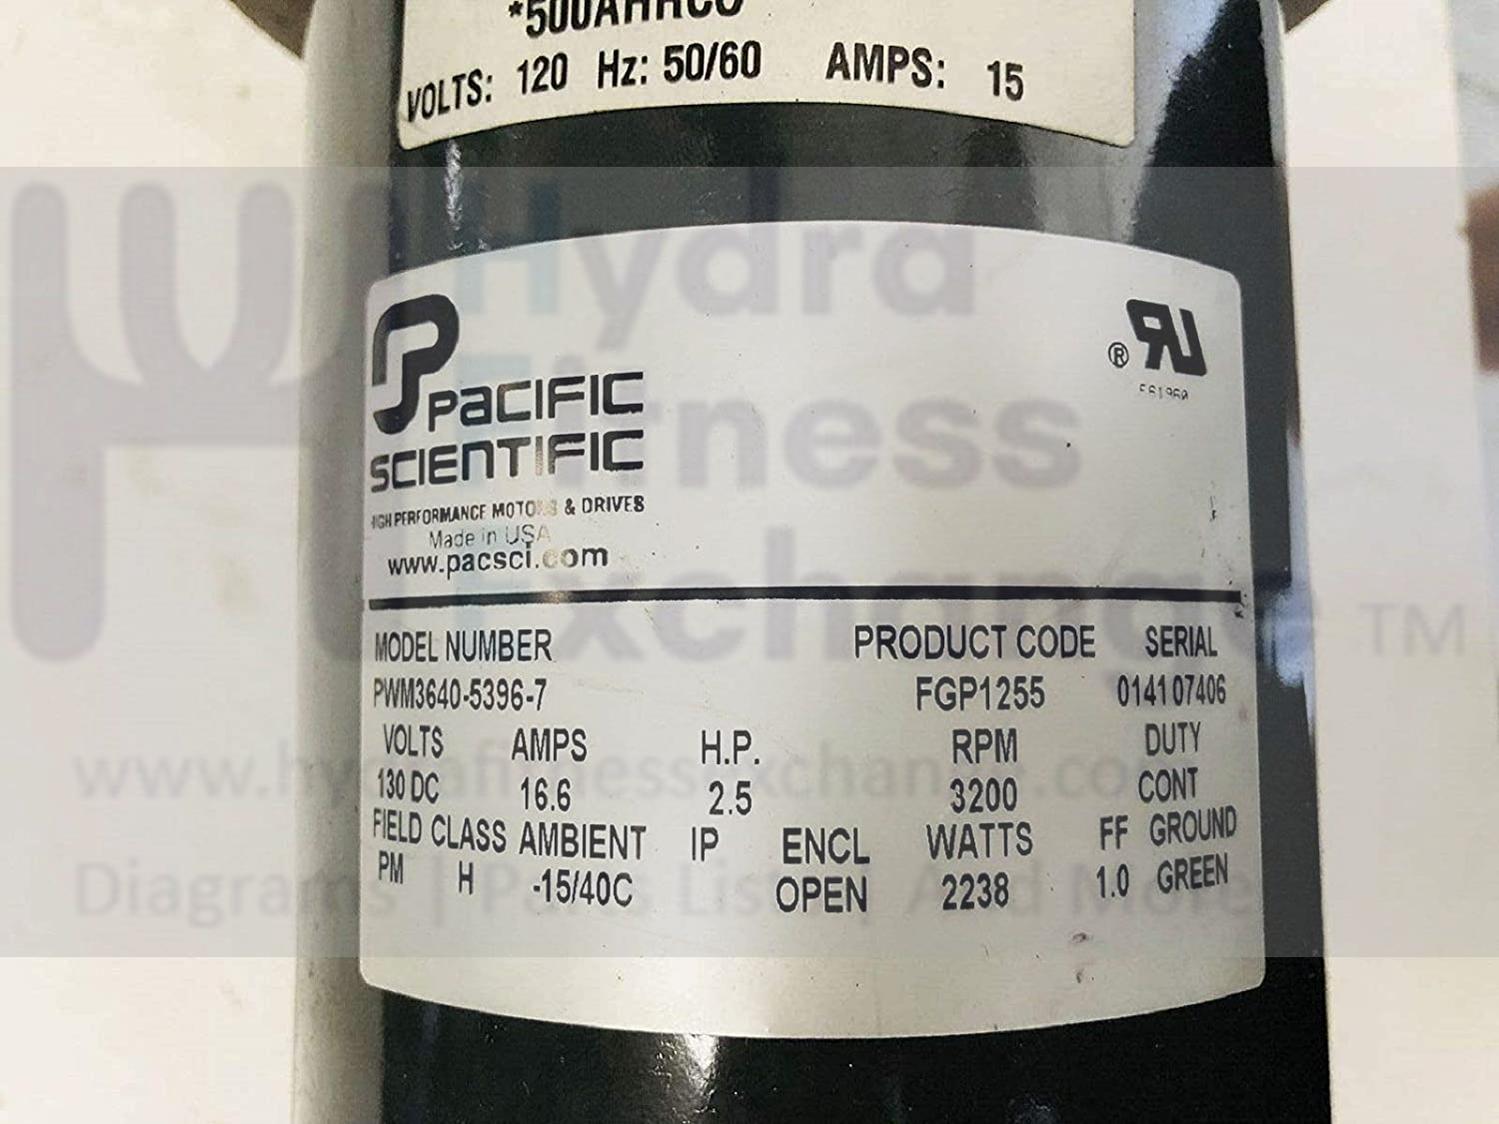 VOLTS: 120 Hz: 50/60 AMPS: 15
Hydra
Fitness
Exchange TM
www.hydrafitnessexchange.com
Diagrams | Parts Lists | And More
PACIFIC
SCIENTIFIC
HIGH PERFORMANCE MOTORS & DRIVES
Made in USA
www.pacsci.com
®
MODEL NUMBER PRODUCT CODE SERIAL
PWM3640-5396-7 FGP1255 014107406
VOLTS AMPS H.P. RPM DUTY
130 DC 16.6 2.5 3200 CONT
FIELD CLASS AMBIENT IP ENCL WATTS FF GROUND
PM H -15/40C OPEN 2238 1.0 GREEN